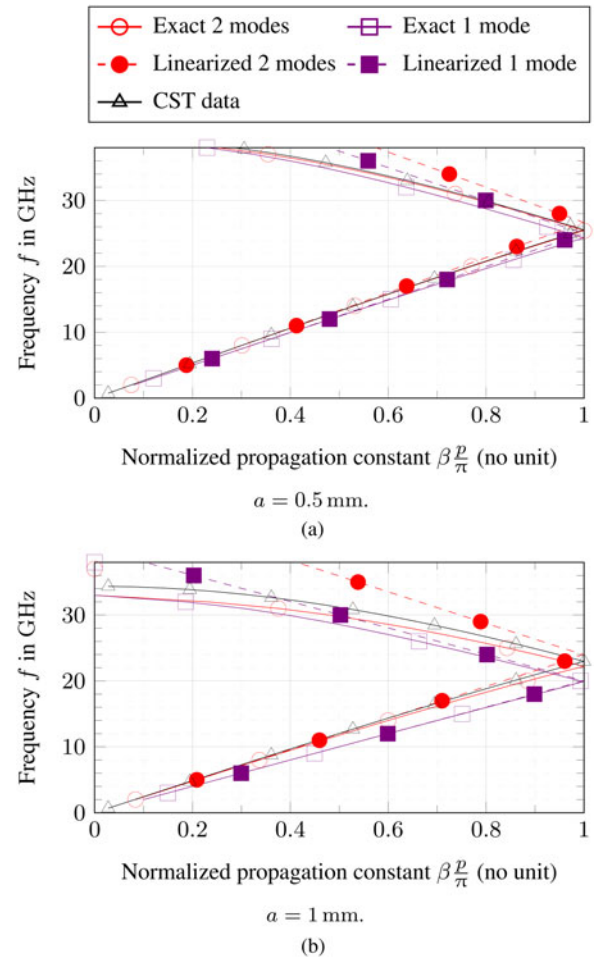 Exact 2 modes
Exact 1 mode
Linearized 2 modes
Linearized 1 mode
CST data
30
20
10
0
Frequency f in GHz
0 0.2 0.4 0.6 0.8 1
Normalized propagation constant β p/π (no unit)
a = 0.5 mm.
(a)
30
20
10
0
Frequency f in GHz
0 0.2 0.4 0.6 0.8 1
Normalized propagation constant β p/π (no unit)
a = 1 mm.
(b)